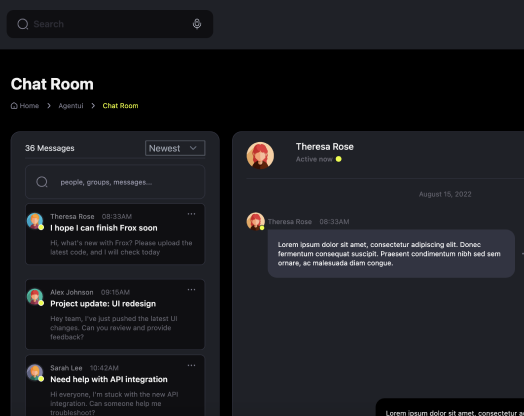 Search
Chat Room
Home > Agentui > Chat Room
36 Messages
Newest
people, groups, messages...
Theresa Rose 08:33AM
I hope I can finish Frox soon
Hi, what's new with Frox? Please upload the
latest code, and I will check today
Alex Johnson 09:15AM
Project update: UI redesign
Hey team, I've just pushed the latest UI
changes. Can you review and provide
feedback?
Sarah Lee 10:42AM
Need help with API integration
Hi everyone, I'm stuck with the new API
integration. Can someone help me
troubleshoot?
Theresa Rose
Active now
August 15, 2022
Theresa Rose 08:33AM
Lorem ipsum dolor sit amet, consectetur adipiscing elit. Donec
fermentum consequat suscipit. Praesent condimentum nibh sed sem
ornare, ac malesuada diam congue.
Lorem ipsum dolor sit amet, consectetur a